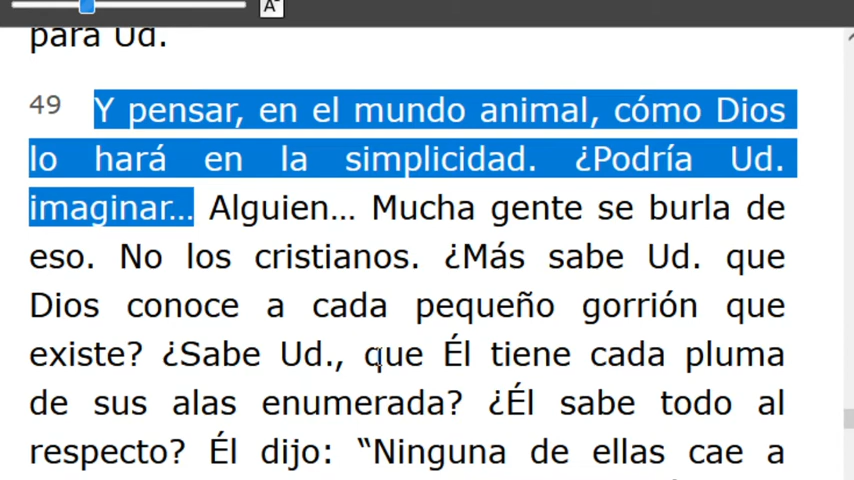 A
para Ud.
49 Y pensar, en el mundo animal, cómo Dios
lo hará en la simplicidad. ¿Podría Ud.
imaginar... Alguien... Mucha gente se burla de
eso. No los cristianos. ¿Más sabe Ud. que
Dios conoce a cada pequeño gorrión que
existe? ¿Sabe Ud., que Él tiene cada pluma
de sus alas enumerada? ¿Él sabe todo al
respecto? Él dijo: “Ninguna de ellas cae a